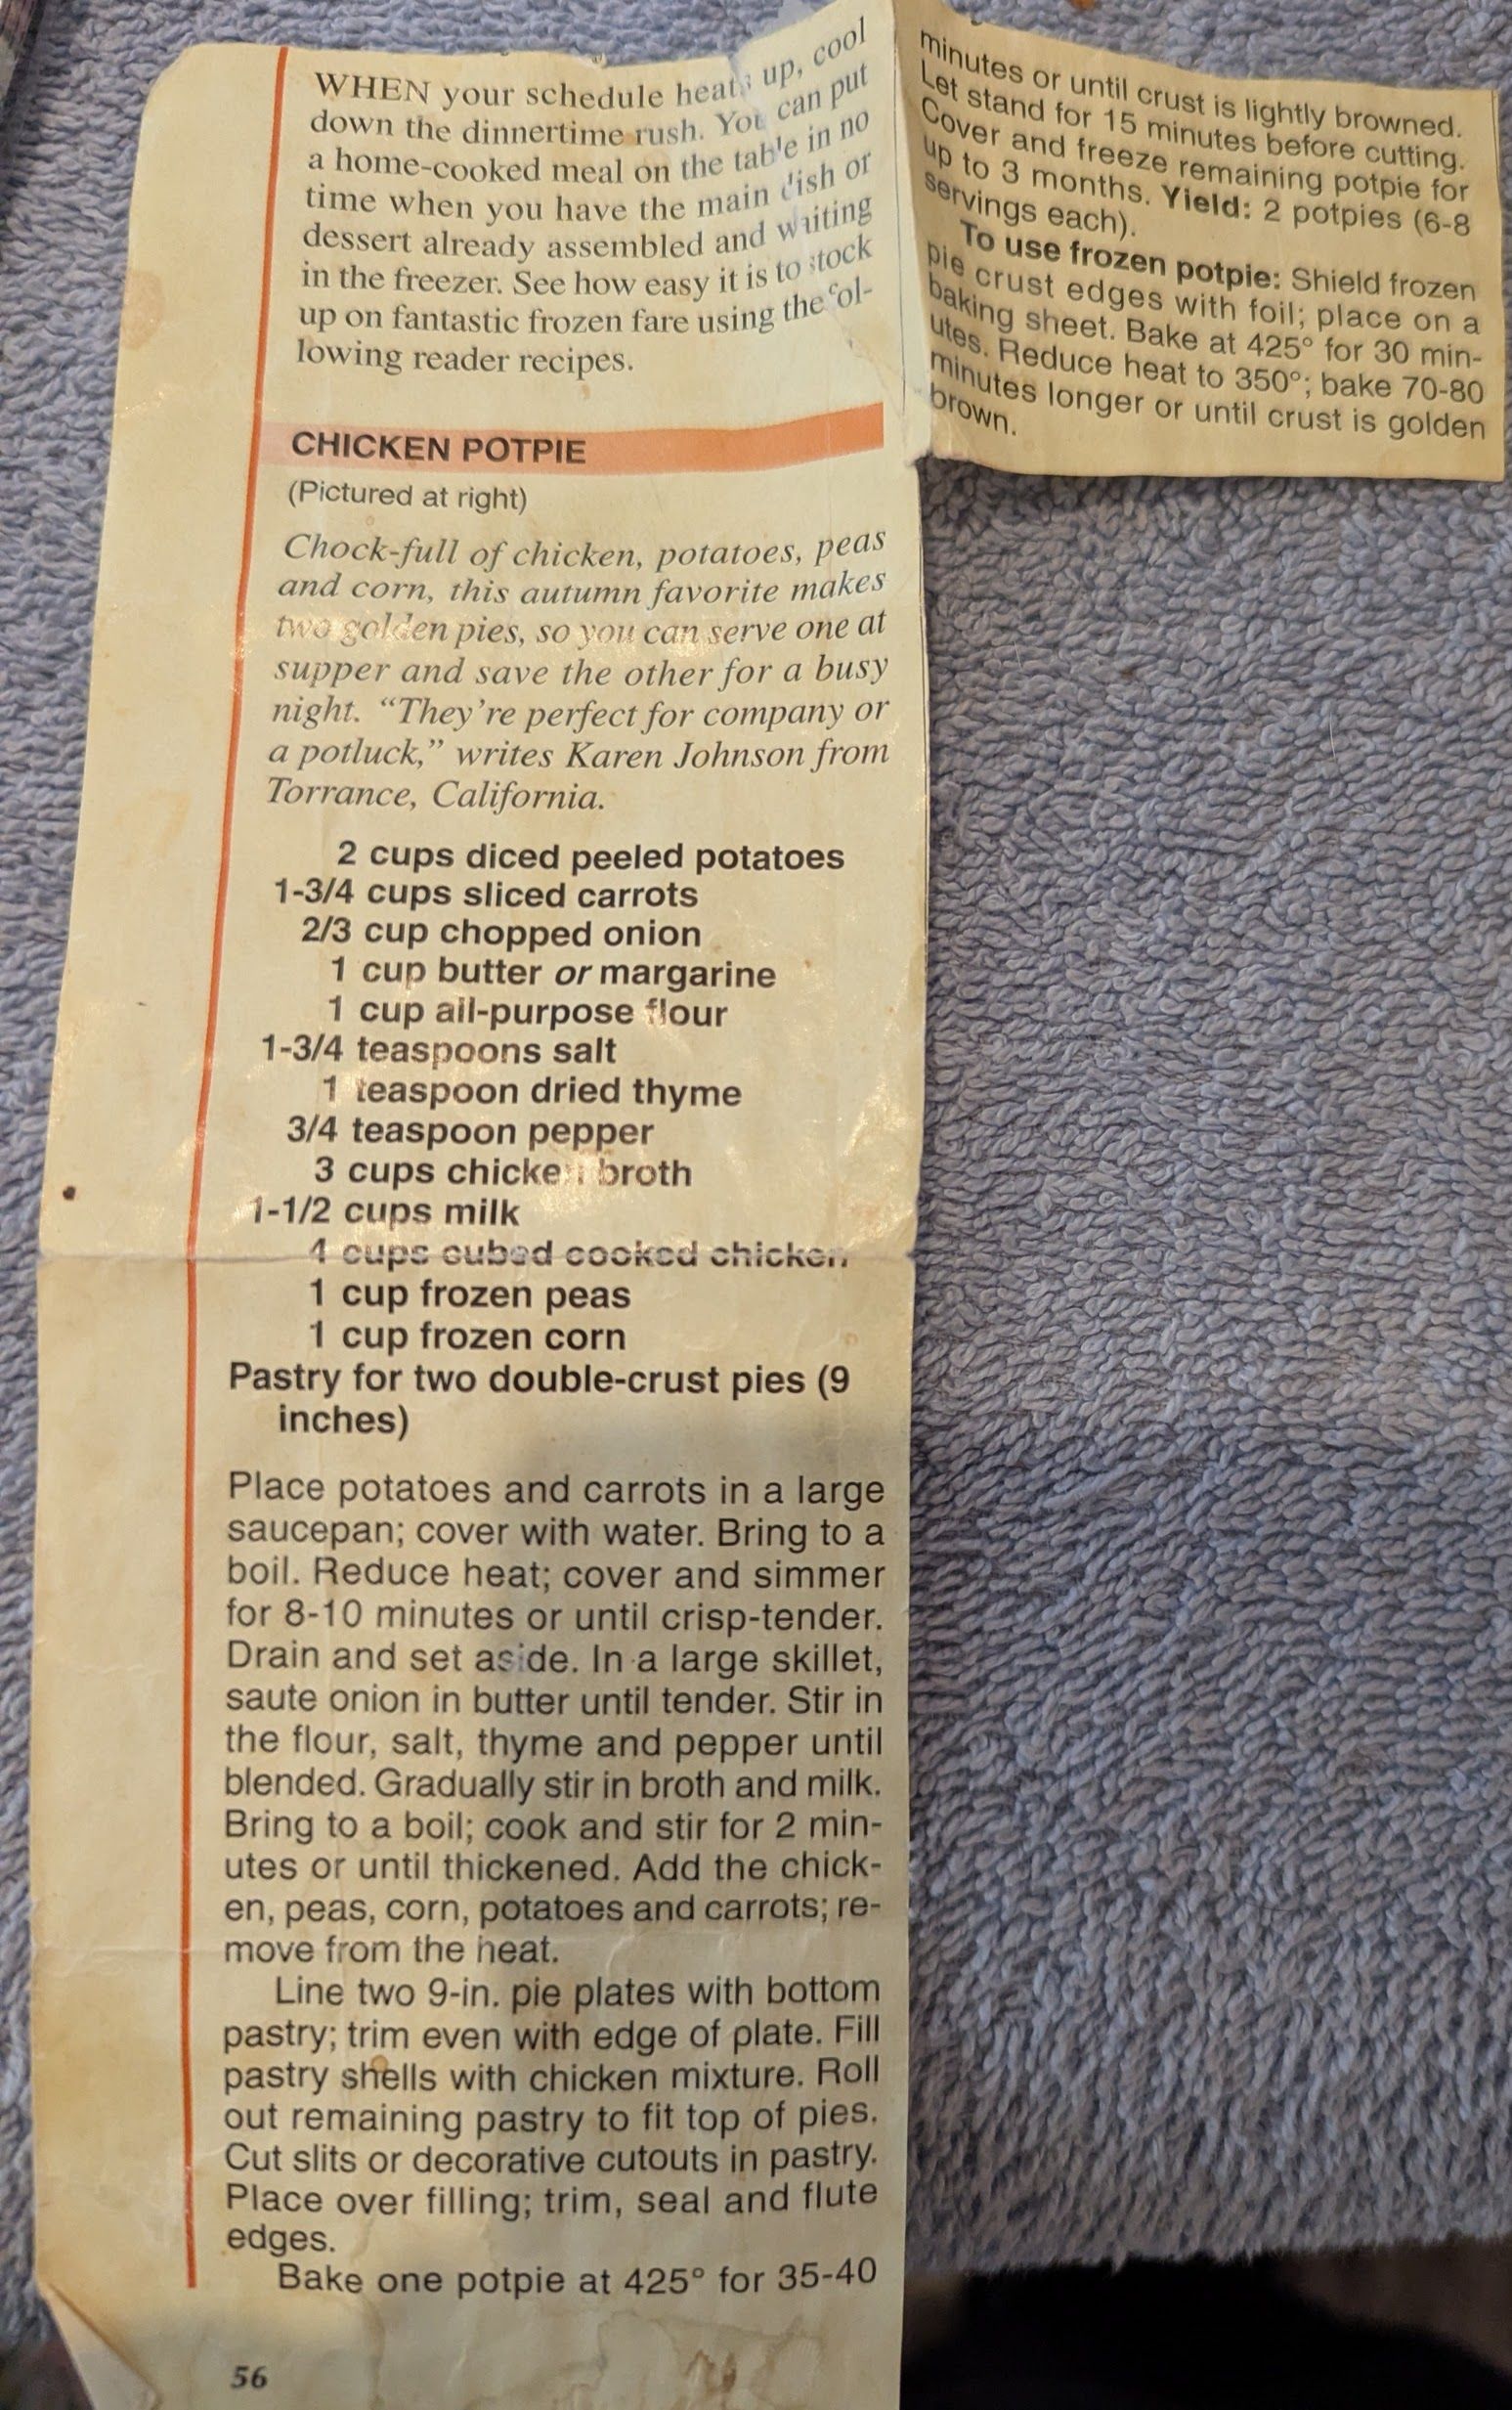 WHEN your schedule heats up, cool
down the dinnertime rush. You can put
a home-cooked meal on the table in no
time when you have the main dish or
dessert already assembled and waiting
in the freezer. See how easy it is to stock
up on fantastic frozen fare using the fol-
lowing reader recipes.
CHICKEN POTPIE
(Pictured at right)
Chock-full of chicken, potatoes, peas
and corn, this autumn favorite makes
two golden pies, so you can serve one at
supper and save the other for a busy
night. “They’re perfect for company or
a potluck,” writes Karen Johnson from
Torrance, California.
2 cups diced peeled potatoes
1-3/4 cups sliced carrots
2/3 cup chopped onion
1 cup butter or margarine
1 cup all-purpose flour
1-3/4 teaspoons salt
1 teaspoon dried thyme
3/4 teaspoon pepper
3 cups chicken broth
1-1/2 cups milk
4 cups cubed cooked chicken
1 cup frozen peas
1 cup frozen corn
Pastry for two double-crust pies (9
inches)
Place potatoes and carrots in a large
saucepan; cover with water. Bring to a
boil. Reduce heat; cover and simmer
for 8-10 minutes or until crisp-tender.
Drain and set aside. In a large skillet,
saute onion in butter until tender. Stir in
the flour, salt, thyme and pepper until
blended. Gradually stir in broth and milk.
Bring to a boil; cook and stir for 2 min-
utes or until thickened. Add the chick-
en, peas, corn, potatoes and carrots; re-
move from the heat.
Line two 9-in. pie plates with bottom
pastry; trim even with edge of plate. Fill
pastry shells with chicken mixture. Roll
out remaining pastry to fit top of pies.
Cut slits or decorative cutouts in pastry.
Place over filling; trim, seal and flute
edges.
Bake one potpie at 425° for 35-40
56
minutes or until crust is lightly browned.
Let stand for 15 minutes before cutting.
Cover and freeze remaining potpie for
up to 3 months. Yield: 2 potpies (6-8
servings each).
To use frozen potpie: Shield frozen
pie crust edges with foil; place on a
baking sheet. Bake at 425° for 30 min-
utes. Reduce heat to 350°; bake 70-80
minutes longer or until crust is golden
brown.